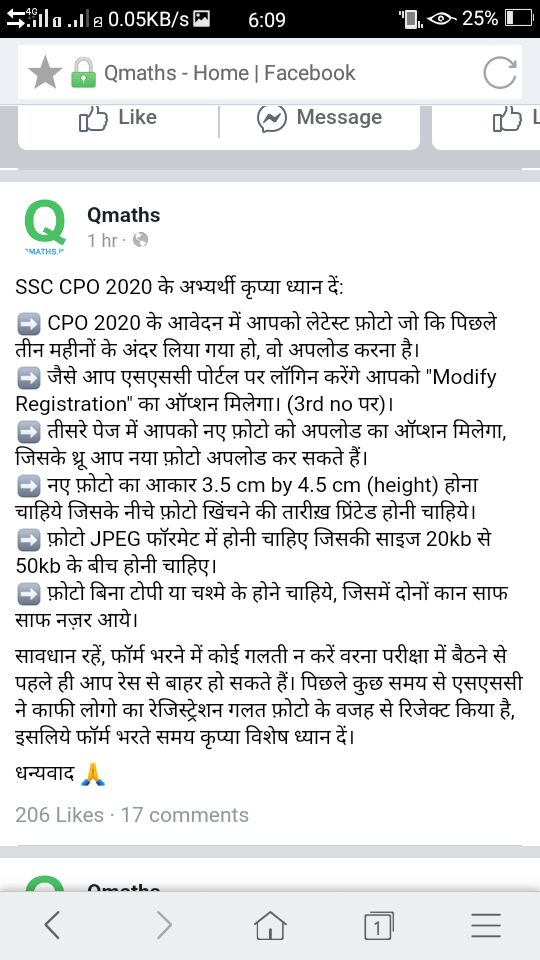 4G 2 0.05KB/s 6:09 25%
Qmaths - Home | Facebook
Like Message L
Q Qmaths
1 hr ·
SSC CPO 2020 के अभ्यर्थी कृप्या ध्यान दें:
➡ CPO 2020 के आवेदन में आपको लेटेस्ट फ़ोटो जो कि पिछले
तीन महीनों के अंदर लिया गया हो, वो अपलोड करना है।
➡ जैसे आप एसएससी पोर्टल पर लॉगिन करेंगे आपको "Modify
Registration" का ऑप्शन मिलेगा। (3rd no पर)।
➡ तीसरे पेज में आपको नए फ़ोटो को अपलोड का ऑप्शन मिलेगा,
जिसके थ्रू आप नया फ़ोटो अपलोड कर सकते हैं।
➡ नए फ़ोटो का आकार 3.5 cm by 4.5 cm (height) होना
चाहिये जिसके नीचे फ़ोटो खिंचने की तारीख़ प्रिंटेड होनी चाहिये।
➡ फ़ोटो JPEG फॉरमेट में होनी चाहिए जिसकी साइज 20kb से
50kb के बीच होनी चाहिए।
➡ फ़ोटो बिना टोपी या चश्मे के होने चाहिये, जिसमें दोनों कान साफ
साफ नज़र आये।
सावधान रहें, फॉर्म भरने में कोई गलती न करें वरना परीक्षा में बैठने से
पहले ही आप रेस से बाहर हो सकते हैं। पिछले कुछ समय से एसएससी
ने काफी लोगो का रेजिस्ट्रेशन गलत फ़ोटो के वजह से रिजेक्ट किया है,
इसलिये फॉर्म भरते समय कृप्या विशेष ध्यान दें।
धन्यवाद 🙏
206 Likes · 17 comments
Qmaths
1